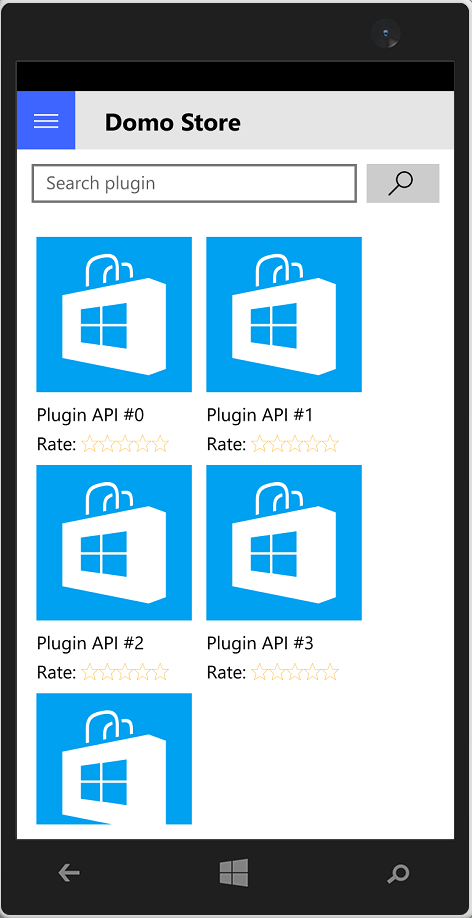 Domo Store
Search plugin
Plugin API #0
Plugin API #1
Rate: ☆☆☆☆☆
Rate: ☆☆☆☆☆
Plugin API #2
Plugin API #3
Rate: ☆☆☆☆☆
Rate: ☆☆☆☆☆